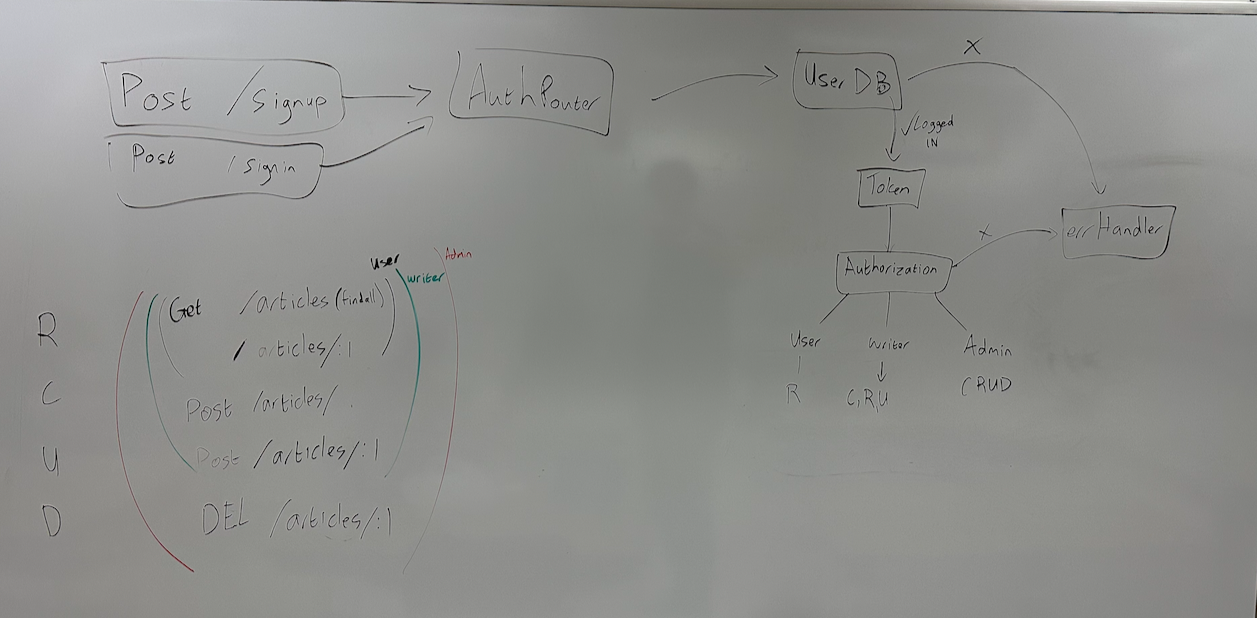 Post /signup
Post /signin
AuthRouter
User DB
X
√Logged
IN
Token
Authorization
X
errHandler
User
Writer
Admin
R
C,R,U
CRUD
User
Writer
Admin
R
Get /articles(findall)
/articles/:1
C
Post /articles/
U
Post /articles/:1
D
DEL /articles/:1